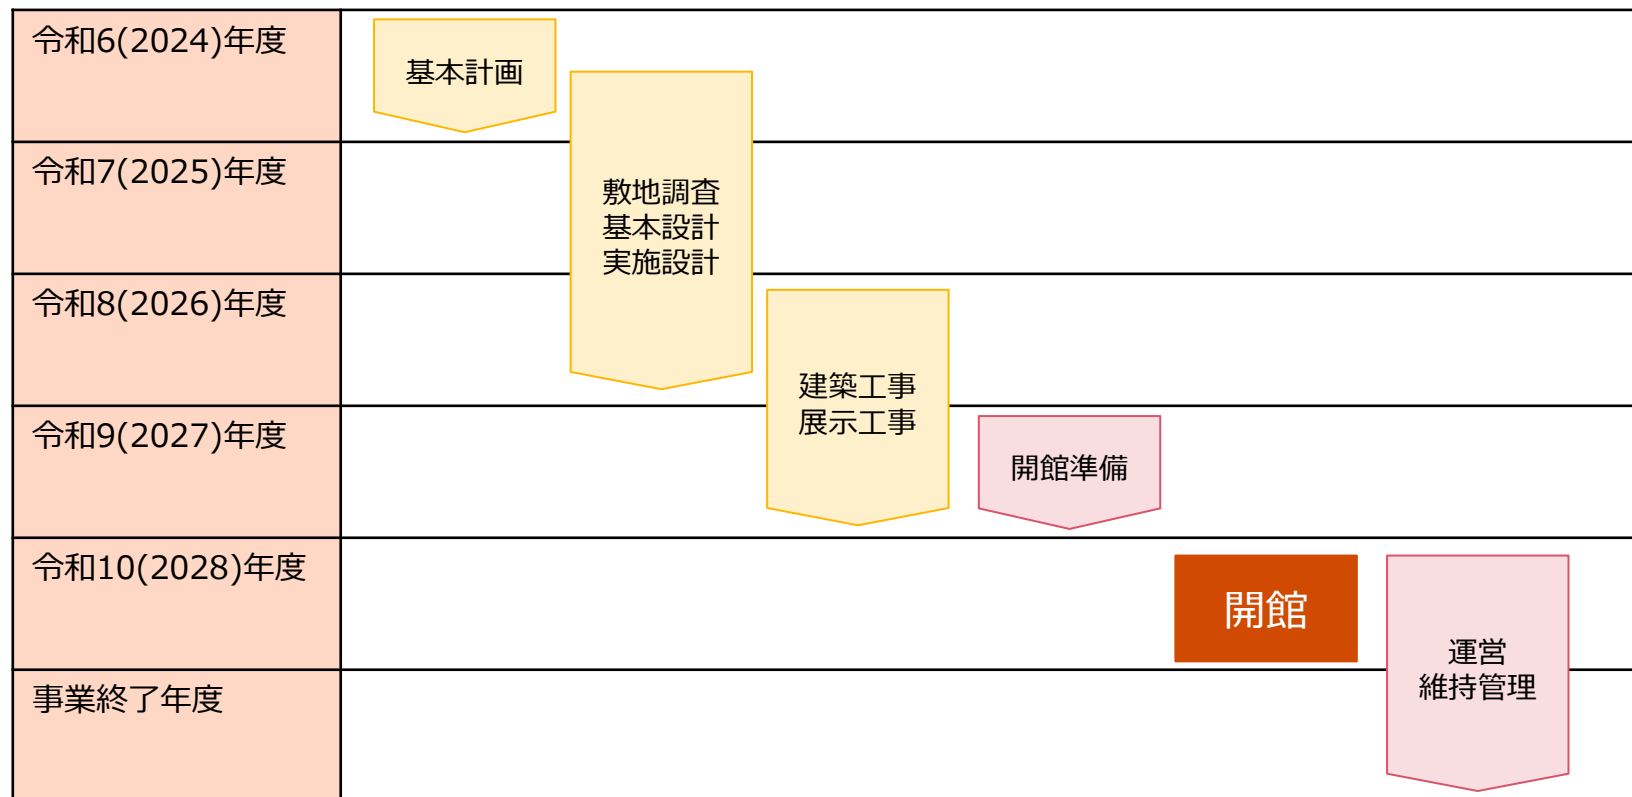 令和6(2024)年度
基本計画
令和7(2025)年度
敷地調査
基本設計
実施設計
令和8(2026)年度
建築工事
展示工事
令和9(2027)年度
開館準備
令和10(2028)年度
開館
運営
維持管理
事業終了年度